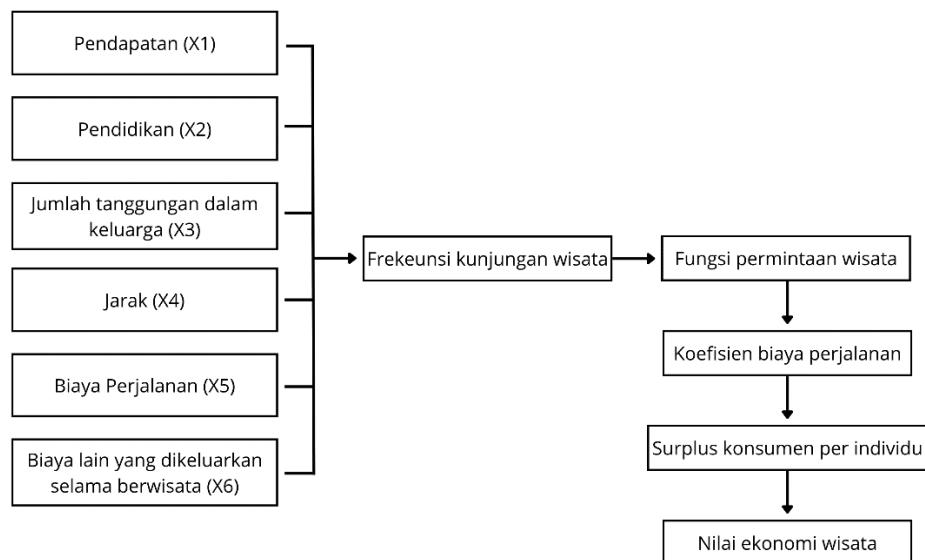 Pendapatan (X1)
Pendidikan (X2)
Jumlah tanggungan dalam
keluarga (X3)
Jarak (X4)
Biaya Perjalanan (X5)
Biaya lain yang dikeluarkan
selama berwisata (X6)
Frekeunsi kunjungan wisata
Fungsi permintaan wisata
Koefisien biaya perjalanan
Surplus konsumen per individu
Nilai ekonomi wisata